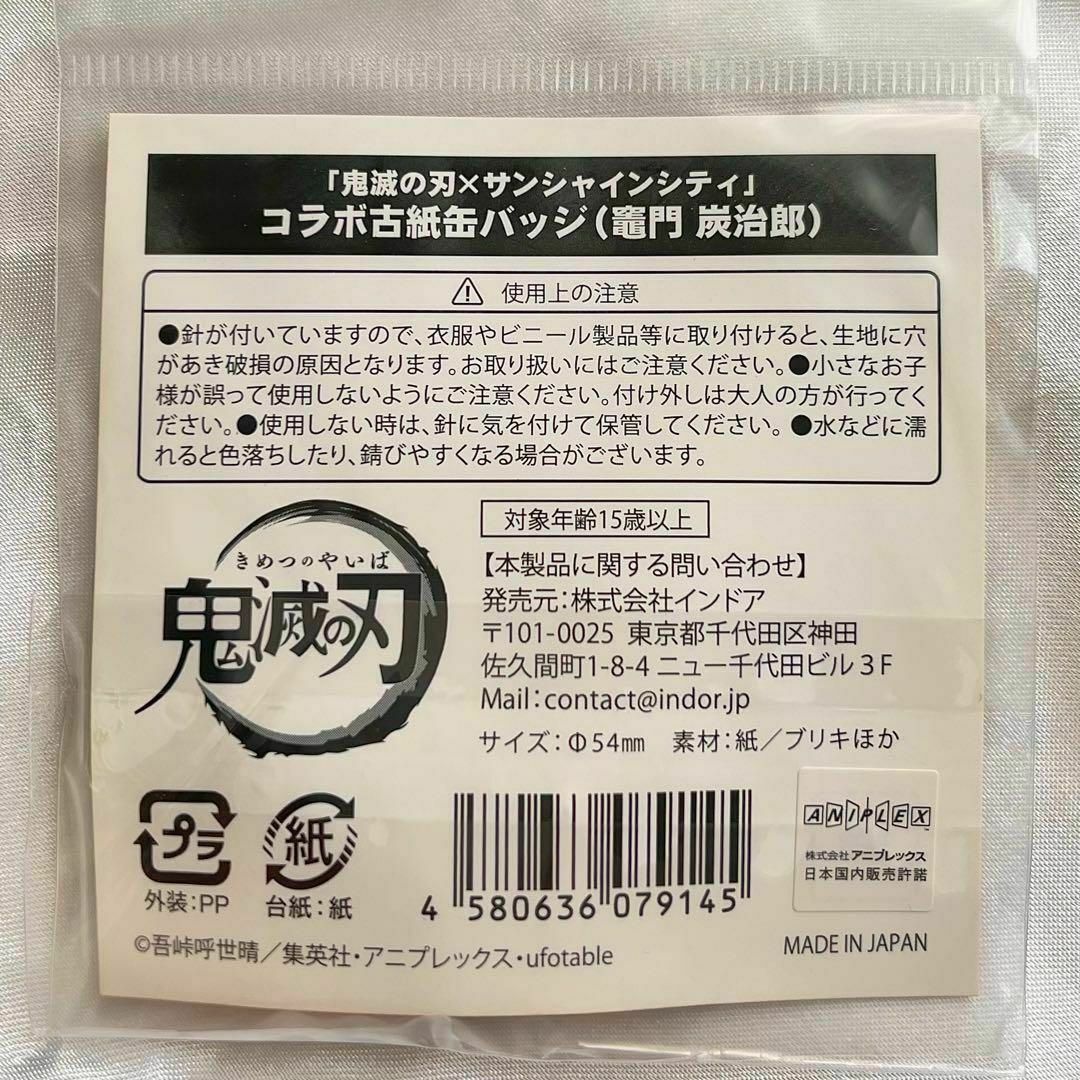 「鬼滅の刃×サンシャインシティ」
コラボ古紙缶バッジ(竈門 炭治郎)
⚠ 使用上の注意
●針が付いていますので、衣服やビニール製品等に取り付けると、生地に穴
があき破損の原因となります。お取り扱いにはご注意ください。●小さなお子
様が誤って使用しないようにご注意ください。付け外しは大人の方が行ってく
ださい。●使用しない時は、針に気を付けて保管してください。●水などに濡
れると色落ちしたり、錆びやすくなる場合がございます。
きめつのやいば
鬼滅の刃
対象年齢15歳以上
【本製品に関する問い合わせ】
発売元:株式会社インドア
〒101-0025 東京都千代田区神田
佐久間町1-8-4 ニュー千代田ビル3F
Mail:contact@indor.jp
サイズ:Φ54㎜ 素材:紙/ブリキほか
プラ
外装:PP
紙
台紙:紙
4 580636 079145
ANIPLEX
株式会社 アニプレックス
日本国内販売許諾
©吾峠呼世晴/集英社・アニプレックス・ufotable
MADE IN JAPAN